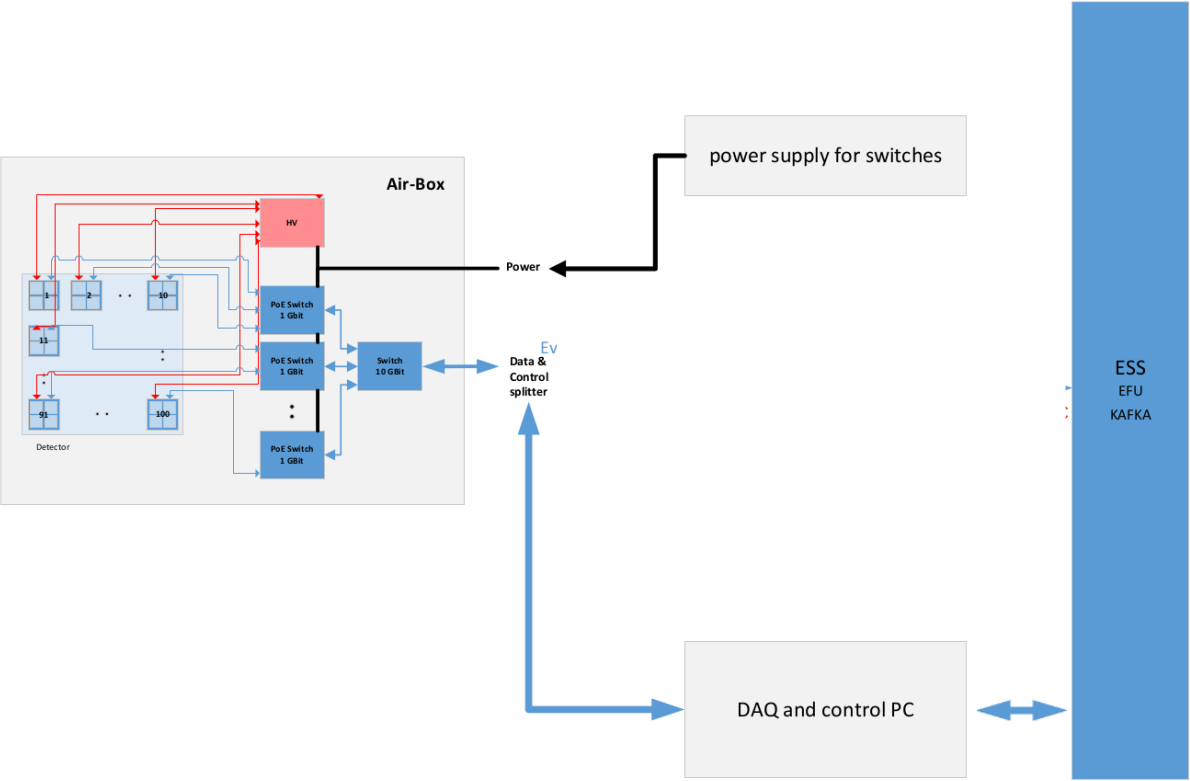 power supply for switches
Air-Box
HV
Power
1
2
. .
10
PoE Switch
1 Gbit
11
:
PoE Switch
1 GBit
Switch
10 GBit
Ev
Data &
Control
splitter
ESS
EFU
KAFKA
:
91
. .
100
:
Detector
PoE Switch
1 GBit
DAQ and control PC